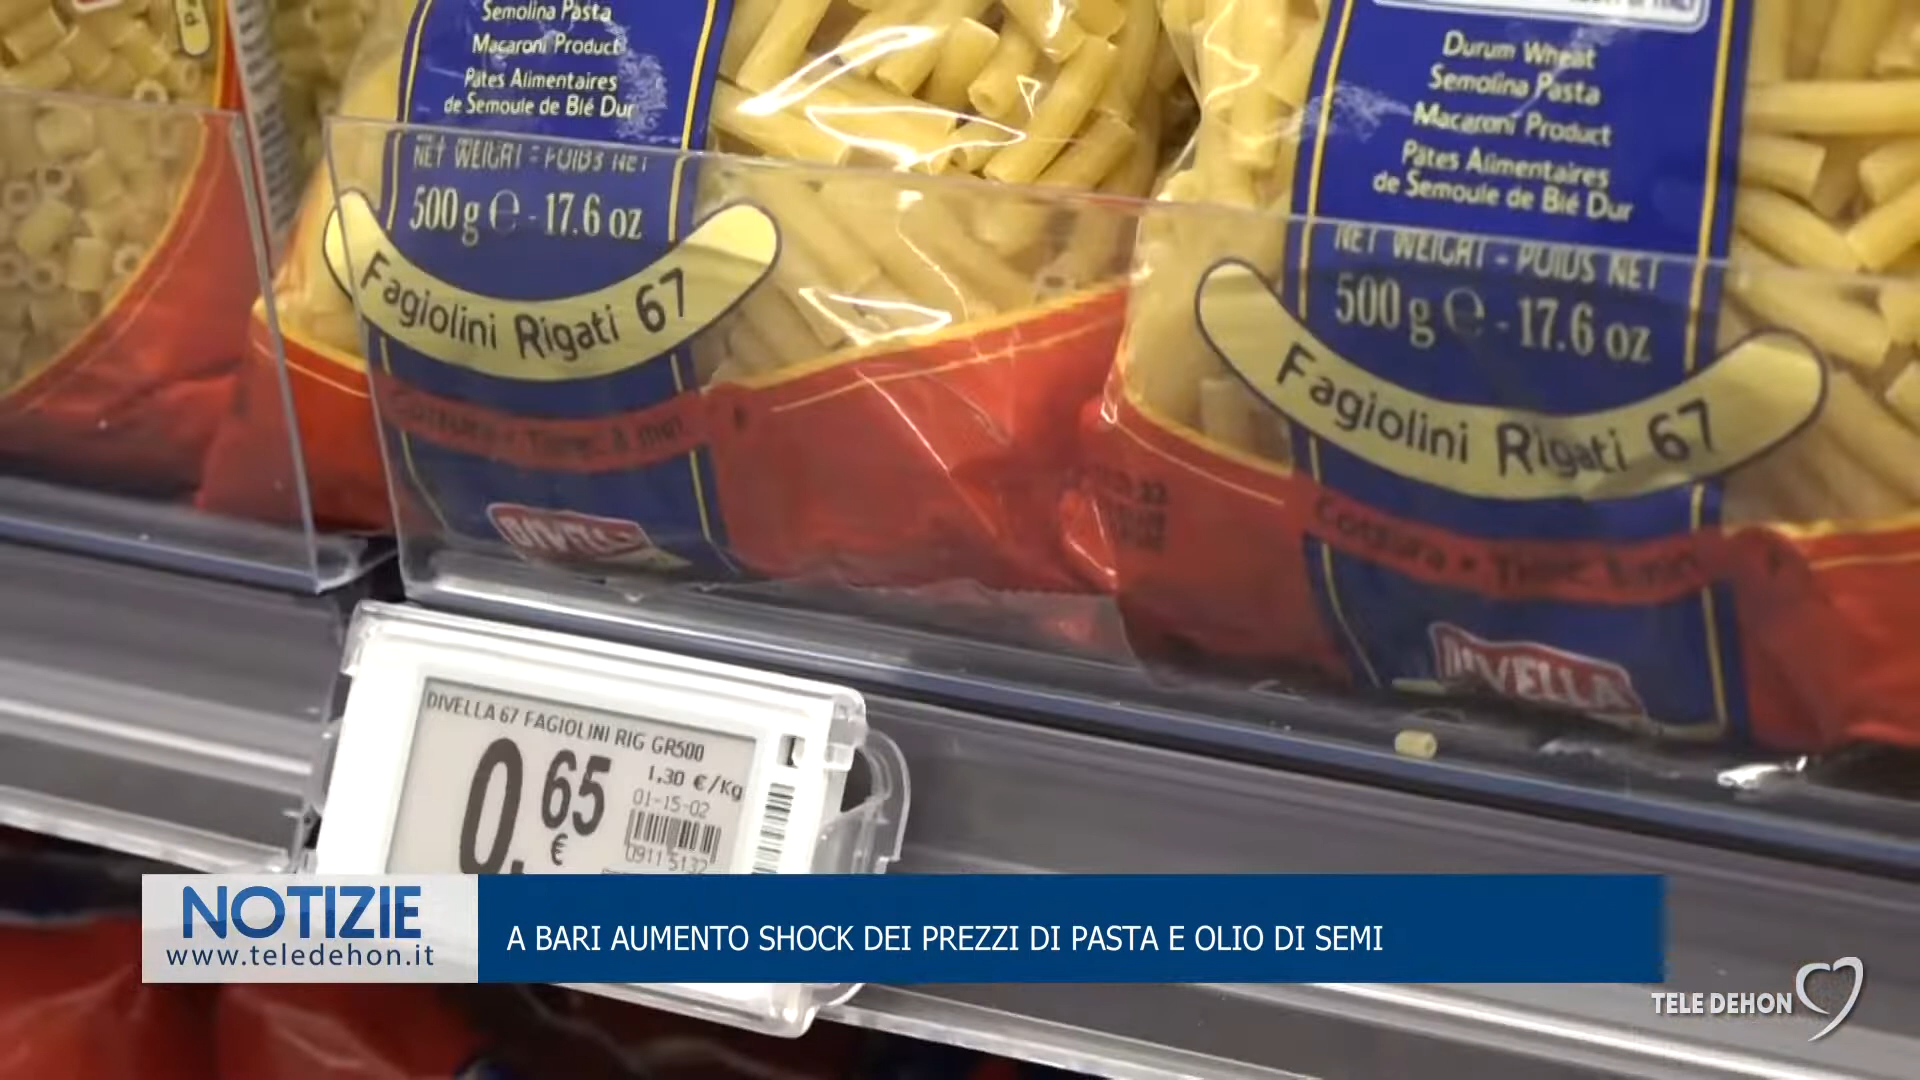 Semolina Pasta
Macaroni Product
Pâtes Alimentaires
de Semoule de Blé Dur
NET WEIGHT - POIDS NET
500 g ℮ - 17.6 oz
Fagiolini Rigati 67
DIVELLA
Durum Wheat
Semolina Pasta
Macaroni Product
Pâtes Alimentaires
de Semoule de Blé Dur
NET WEIGHT - POIDS NET
500 g ℮ - 17.6 oz
Fagiolini Rigati 67
Cottura •
DIVELLA
DIVELLA 67 FAGIOLINI RIG GR500
0,65
€
1,30 €/Kg
01-15-02
0911 5132
NOTIZIE
www.teledehon.it
A BARI AUMENTO SHOCK DEI PREZZI DI PASTA E OLIO DI SEMI
TELE DEHON